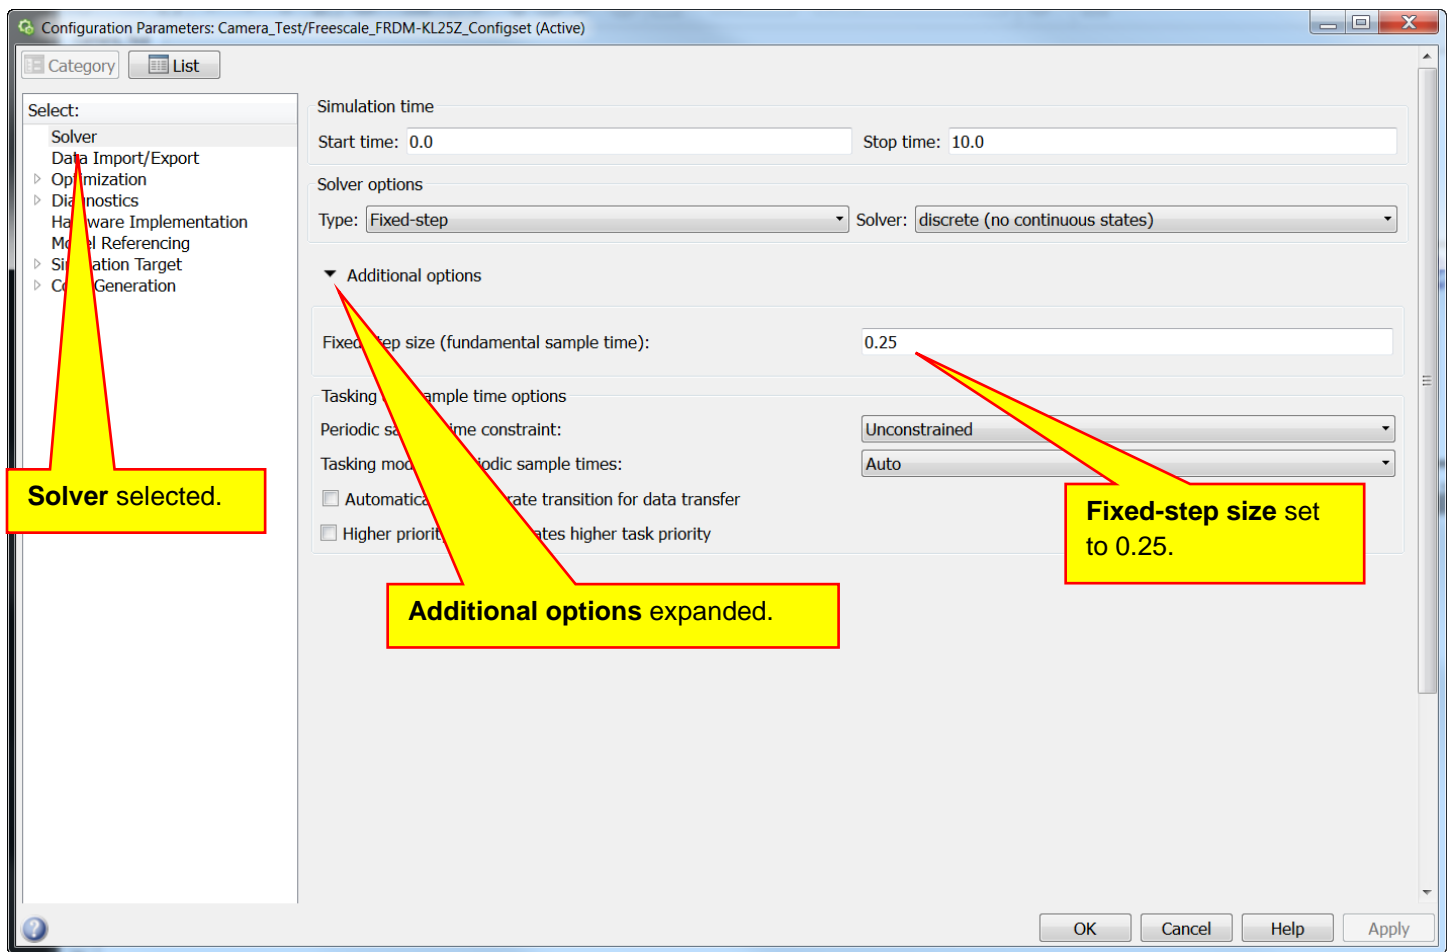 Configuration Parameters: Camera_Test/Freescale_FRDM-KL25Z_Configset (Active)
Category List
Select:
Solver
Data Import/Export
Optimization
Diagnostics
Hardware Implementation
Model Referencing
Simulation Target
Code Generation
Simulation time
Start time: 0.0 Stop time: 10.0
Solver options
Type: Fixed-step Solver: discrete (no continuous states)
Additional options
Fixed-step size (fundamental sample time): 0.25
Tasking ample time options
Periodic sa ime constraint: Unconstrained
Tasking mod iodic sample times: Auto
Automatica rate transition for data transfer
Higher priorit ates higher task priority
Solver selected.
Additional options expanded.
Fixed-step size set
to 0.25.
OK Cancel Help Apply